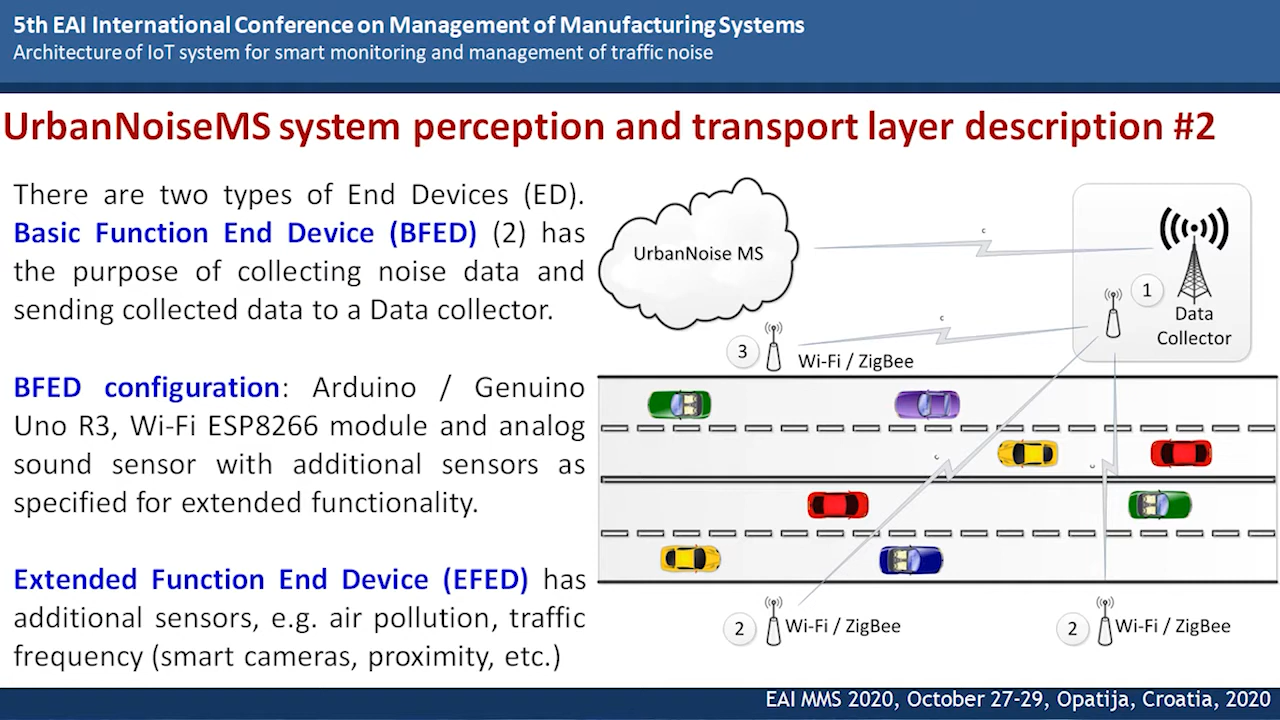 5th EAI International Conference on Management of Manufacturing Systems
Architecture of IoT system for smart monitoring and management of traffic noise
UrbanNoiseMS system perception and transport layer description #2
There are two types of End Devices (ED).
Basic Function End Device (BFED) (2) has
the purpose of collecting noise data and
sending collected data to a Data collector.
BFED configuration: Arduino / Genuino
Uno R3, Wi-Fi ESP8266 module and analog
sound sensor with additional sensors as
specified for extended functionality.
Extended Function End Device (EFED) has
additional sensors, e.g. air pollution, traffic
frequency (smart cameras, proximity, etc.)
UrbanNoise MS
c
1
Data
Collector
c
3
Wi-Fi / ZigBee
c
c
2
Wi-Fi / ZigBee
2
Wi-Fi / ZigBee
EAI MMS 2020, October 27-29, Opatija, Croatia, 2020